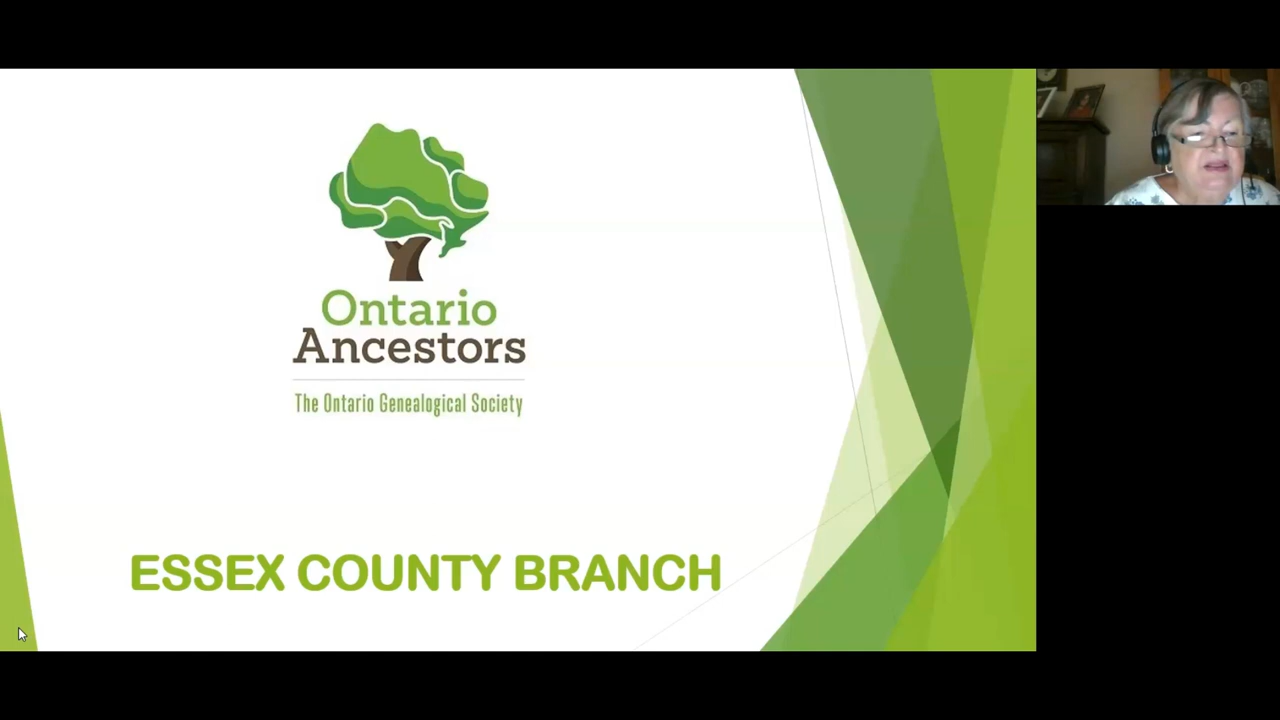 Ontario
Ancestors
The Ontario Genealogical Society
ESSEX COUNTY BRANCH